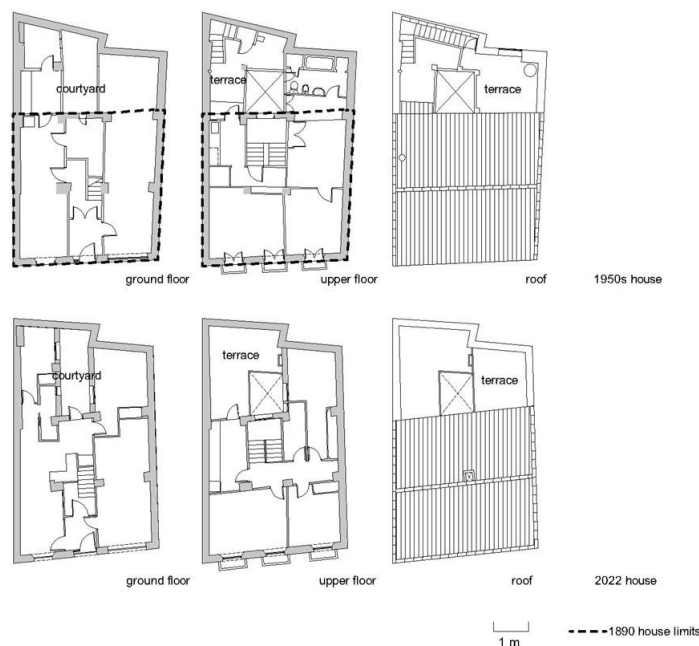 courtyard
terrace
terrace
ground floor
upper floor
roof
1950s house
courtyard
terrace
terrace
ground floor
upper floor
roof
2022 house
1 m
1890 house limits